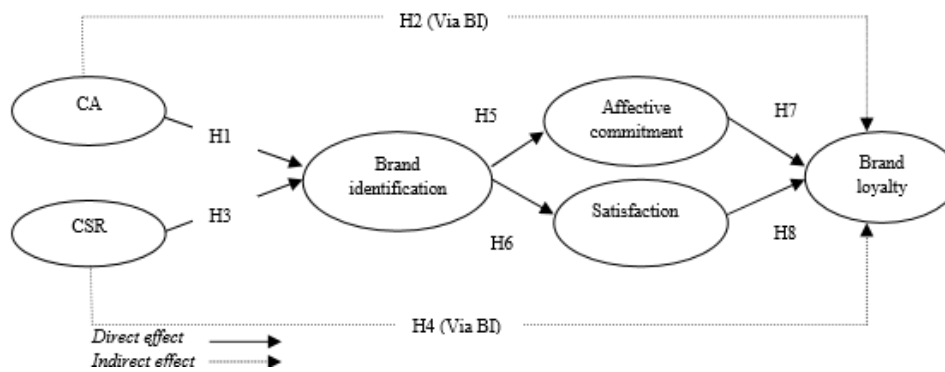 H2 (Via BI)
CA
H1
CSR
H3
Brand
identification
H5
H6
Affective
commitment
Satisfaction
H7
H8
Brand
loyalty
H4 (Via BI)
Direct effect
Indirect effect